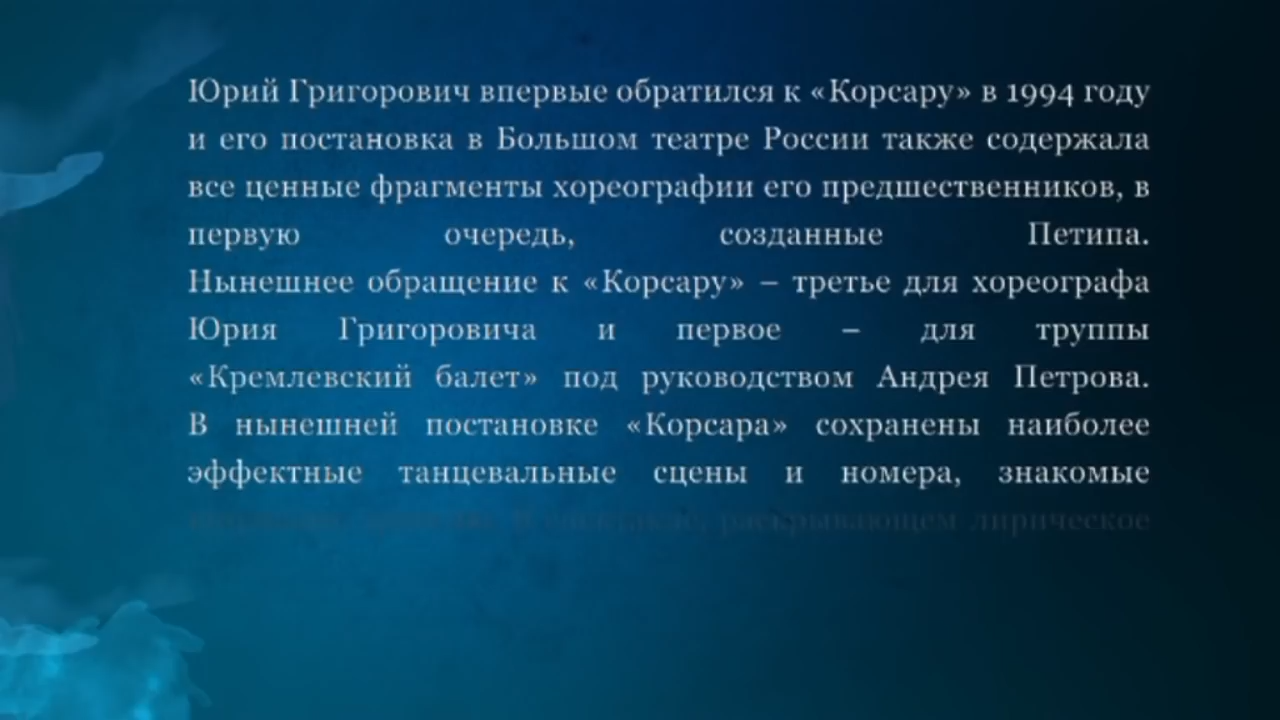 Юрий Григорович впервые обратился к «Корсару» в 1994 году
и его постановка в Большом театре России также содержала
все ценные фрагменты хореографии его предшественников, в
первую очередь, созданные Петипа.
Нынешнее обращение к «Корсару» – третье для хореографа
Юрия Григоровича и первое – для труппы
«Кремлевский балет» под руководством Андрея Петрова.
В нынешней постановке «Корсара» сохранены наиболее
эффектные танцевальные сцены и номера, знакомые
раскрывающем лирическое